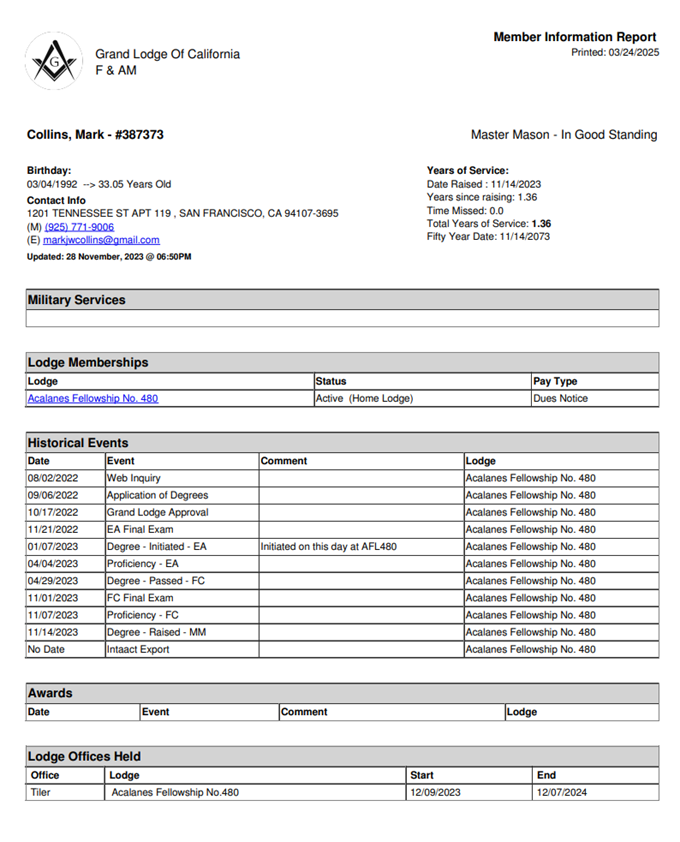 Member Information Report
Printed: 03/24/2025
G
Grand Lodge Of California
F & AM
Collins, Mark - #387373
Master Mason - In Good Standing
Birthday:
03/04/1992 --> 33.05 Years Old
Contact Info
1201 TENNESSEE ST APT 119 , SAN FRANCISCO, CA 94107-3695
(M) (925) 771-9006
(E) markjwcollins@gmail.com
Updated: 28 November, 2023 @ 06:50PM
Years of Service:
Date Raised : 11/14/2023
Years since raising: 1.36
Time Missed: 0.0
Total Years of Service: 1.36
Fifty Year Date: 11/14/2073
Military Services
Lodge Memberships
Lodge Status Pay Type
Acalanes Fellowship No. 480 Active (Home Lodge) Dues Notice
Historical Events
Date Event Comment Lodge
08/02/2022 Web Inquiry Acalanes Fellowship No. 480
09/06/2022 Application of Degrees Acalanes Fellowship No. 480
10/17/2022 Grand Lodge Approval Acalanes Fellowship No. 480
11/21/2022 EA Final Exam Acalanes Fellowship No. 480
01/07/2023 Degree - Initiated - EA Initiated on this day at AFL480 Acalanes Fellowship No. 480
04/04/2023 Proficiency - EA Acalanes Fellowship No. 480
04/29/2023 Degree - Passed - FC Acalanes Fellowship No. 480
11/01/2023 FC Final Exam Acalanes Fellowship No. 480
11/07/2023 Proficiency - FC Acalanes Fellowship No. 480
11/14/2023 Degree - Raised - MM Acalanes Fellowship No. 480
No Date Intaact Export Acalanes Fellowship No. 480
Awards
Date Event Comment Lodge
Lodge Offices Held
Office Lodge Start End
Tiler Acalanes Fellowship No.480 12/09/2023 12/07/2024